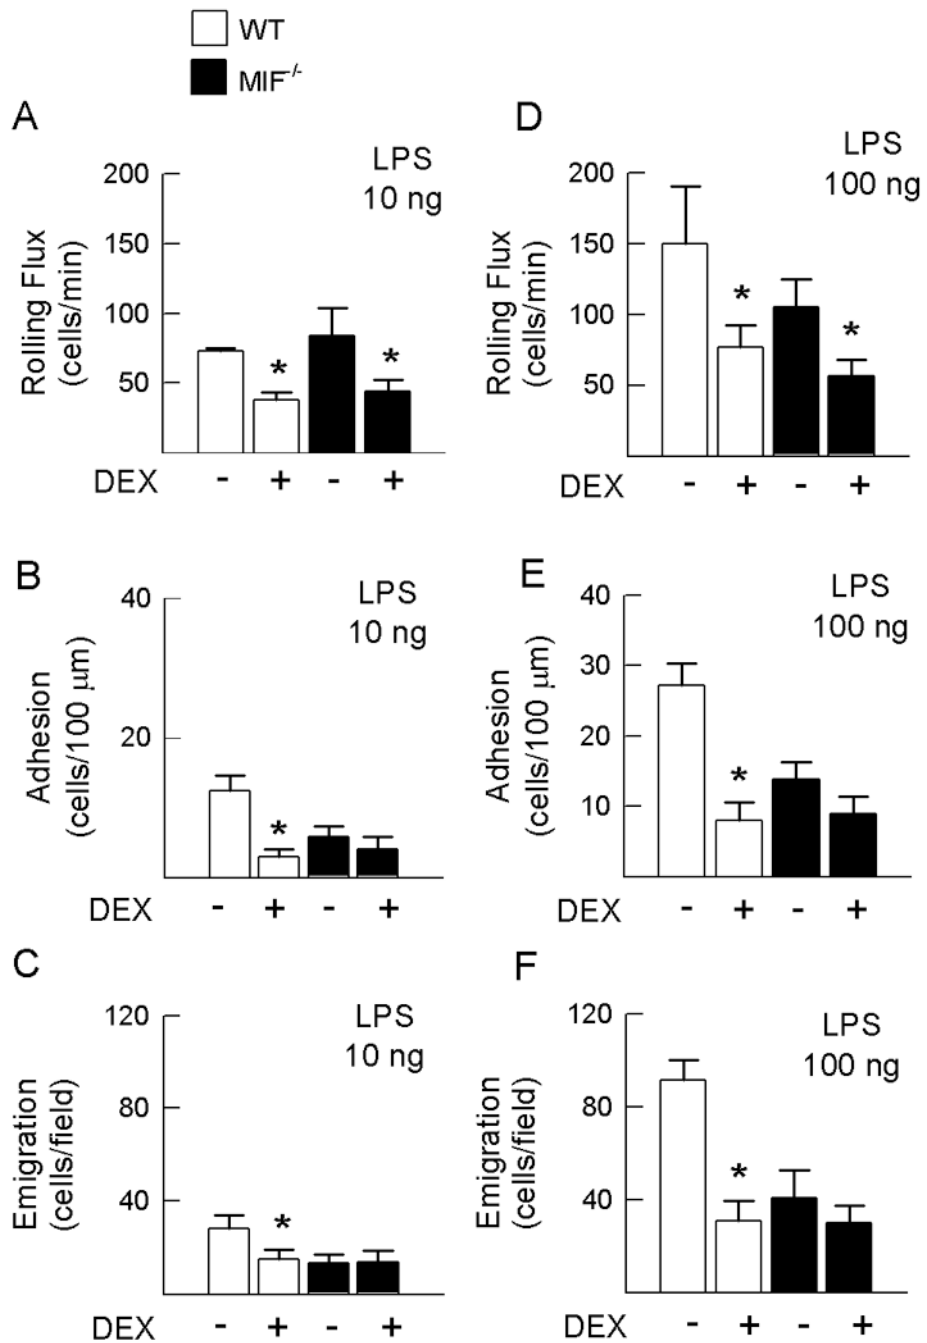 WT
MIF-/-
A
LPS
10 ng
200
150
100
50
Rolling Flux
(cells/min)
*
*
DEX - + - +
D
LPS
100 ng
200
150
100
50
Rolling Flux
(cells/min)
*
*
DEX - + - +
B
LPS
10 ng
40
20
Adhesion
(cells/100 μm)
*
DEX - + - +
E
LPS
100 ng
40
30
20
10
Adhesion
(cells/100 μm)
*
DEX - + - +
C
LPS
10 ng
120
80
40
Emigration
(cells/field)
*
DEX - + - +
F
LPS
100 ng
120
80
40
Emigration
(cells/field)
*
DEX - + - +